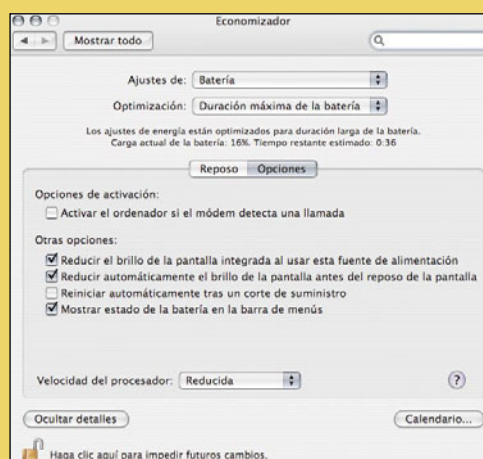 Economizador
Mostrar todo
Ajustes de: Batería
Optimización: Duración máxima de la batería
Los ajustes de energía están optimizados para duración larga de la batería.
Carga actual de la batería: 16%. Tiempo restante estimado: 0:36
Reposo Opciones
Opciones de activación:
Activar el ordenador si el módem detecta una llamada
Otras opciones:
Reducir el brillo de la pantalla integrada al usar esta fuente de alimentación
Reducir automáticamente el brillo de la pantalla antes del reposo de la pantalla
Reiniciar automáticamente tras un corte de suministro
Mostrar estado de la batería en la barra de menús
Velocidad del procesador: Reducida ?
Ocultar detalles Calendario...
Haga clic aquí para impedir futuros cambios.